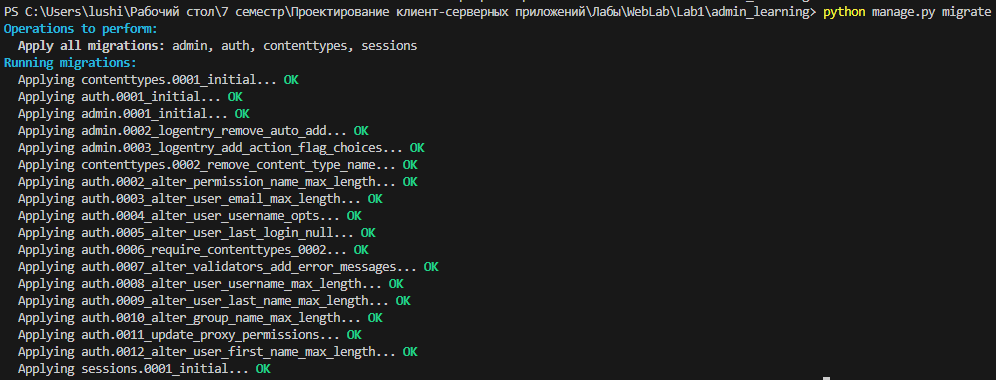 PS C:\Users\lushi\Рабочий стол\7 семестр\Проектирование клиент-серверных приложений\Лабы\WebLab\Lab1\admin_learning> python manage.py migrate
Operations to perform:
  Apply all migrations: admin, auth, contenttypes, sessions
Running migrations:
  Applying contenttypes.0001_initial... OK
  Applying auth.0001_initial... OK
  Applying admin.0001_initial... OK
  Applying admin.0002_logentry_remove_auto_add... OK
  Applying admin.0003_logentry_add_action_flag_choices... OK
  Applying contenttypes.0002_remove_content_type_name... OK
  Applying auth.0002_alter_permission_name_max_length... OK
  Applying auth.0003_alter_user_email_max_length... OK
  Applying auth.0004_alter_user_username_opts... OK
  Applying auth.0005_alter_user_last_login_null... OK
  Applying auth.0006_require_contenttypes_0002... OK
  Applying auth.0007_alter_validators_add_error_messages... OK
  Applying auth.0008_alter_user_username_max_length... OK
  Applying auth.0009_alter_user_last_name_max_length... OK
  Applying auth.0010_alter_group_name_max_length... OK
  Applying auth.0011_update_proxy_permissions... OK
  Applying auth.0012_alter_user_first_name_max_length... OK
  Applying sessions.0001_initial... OK